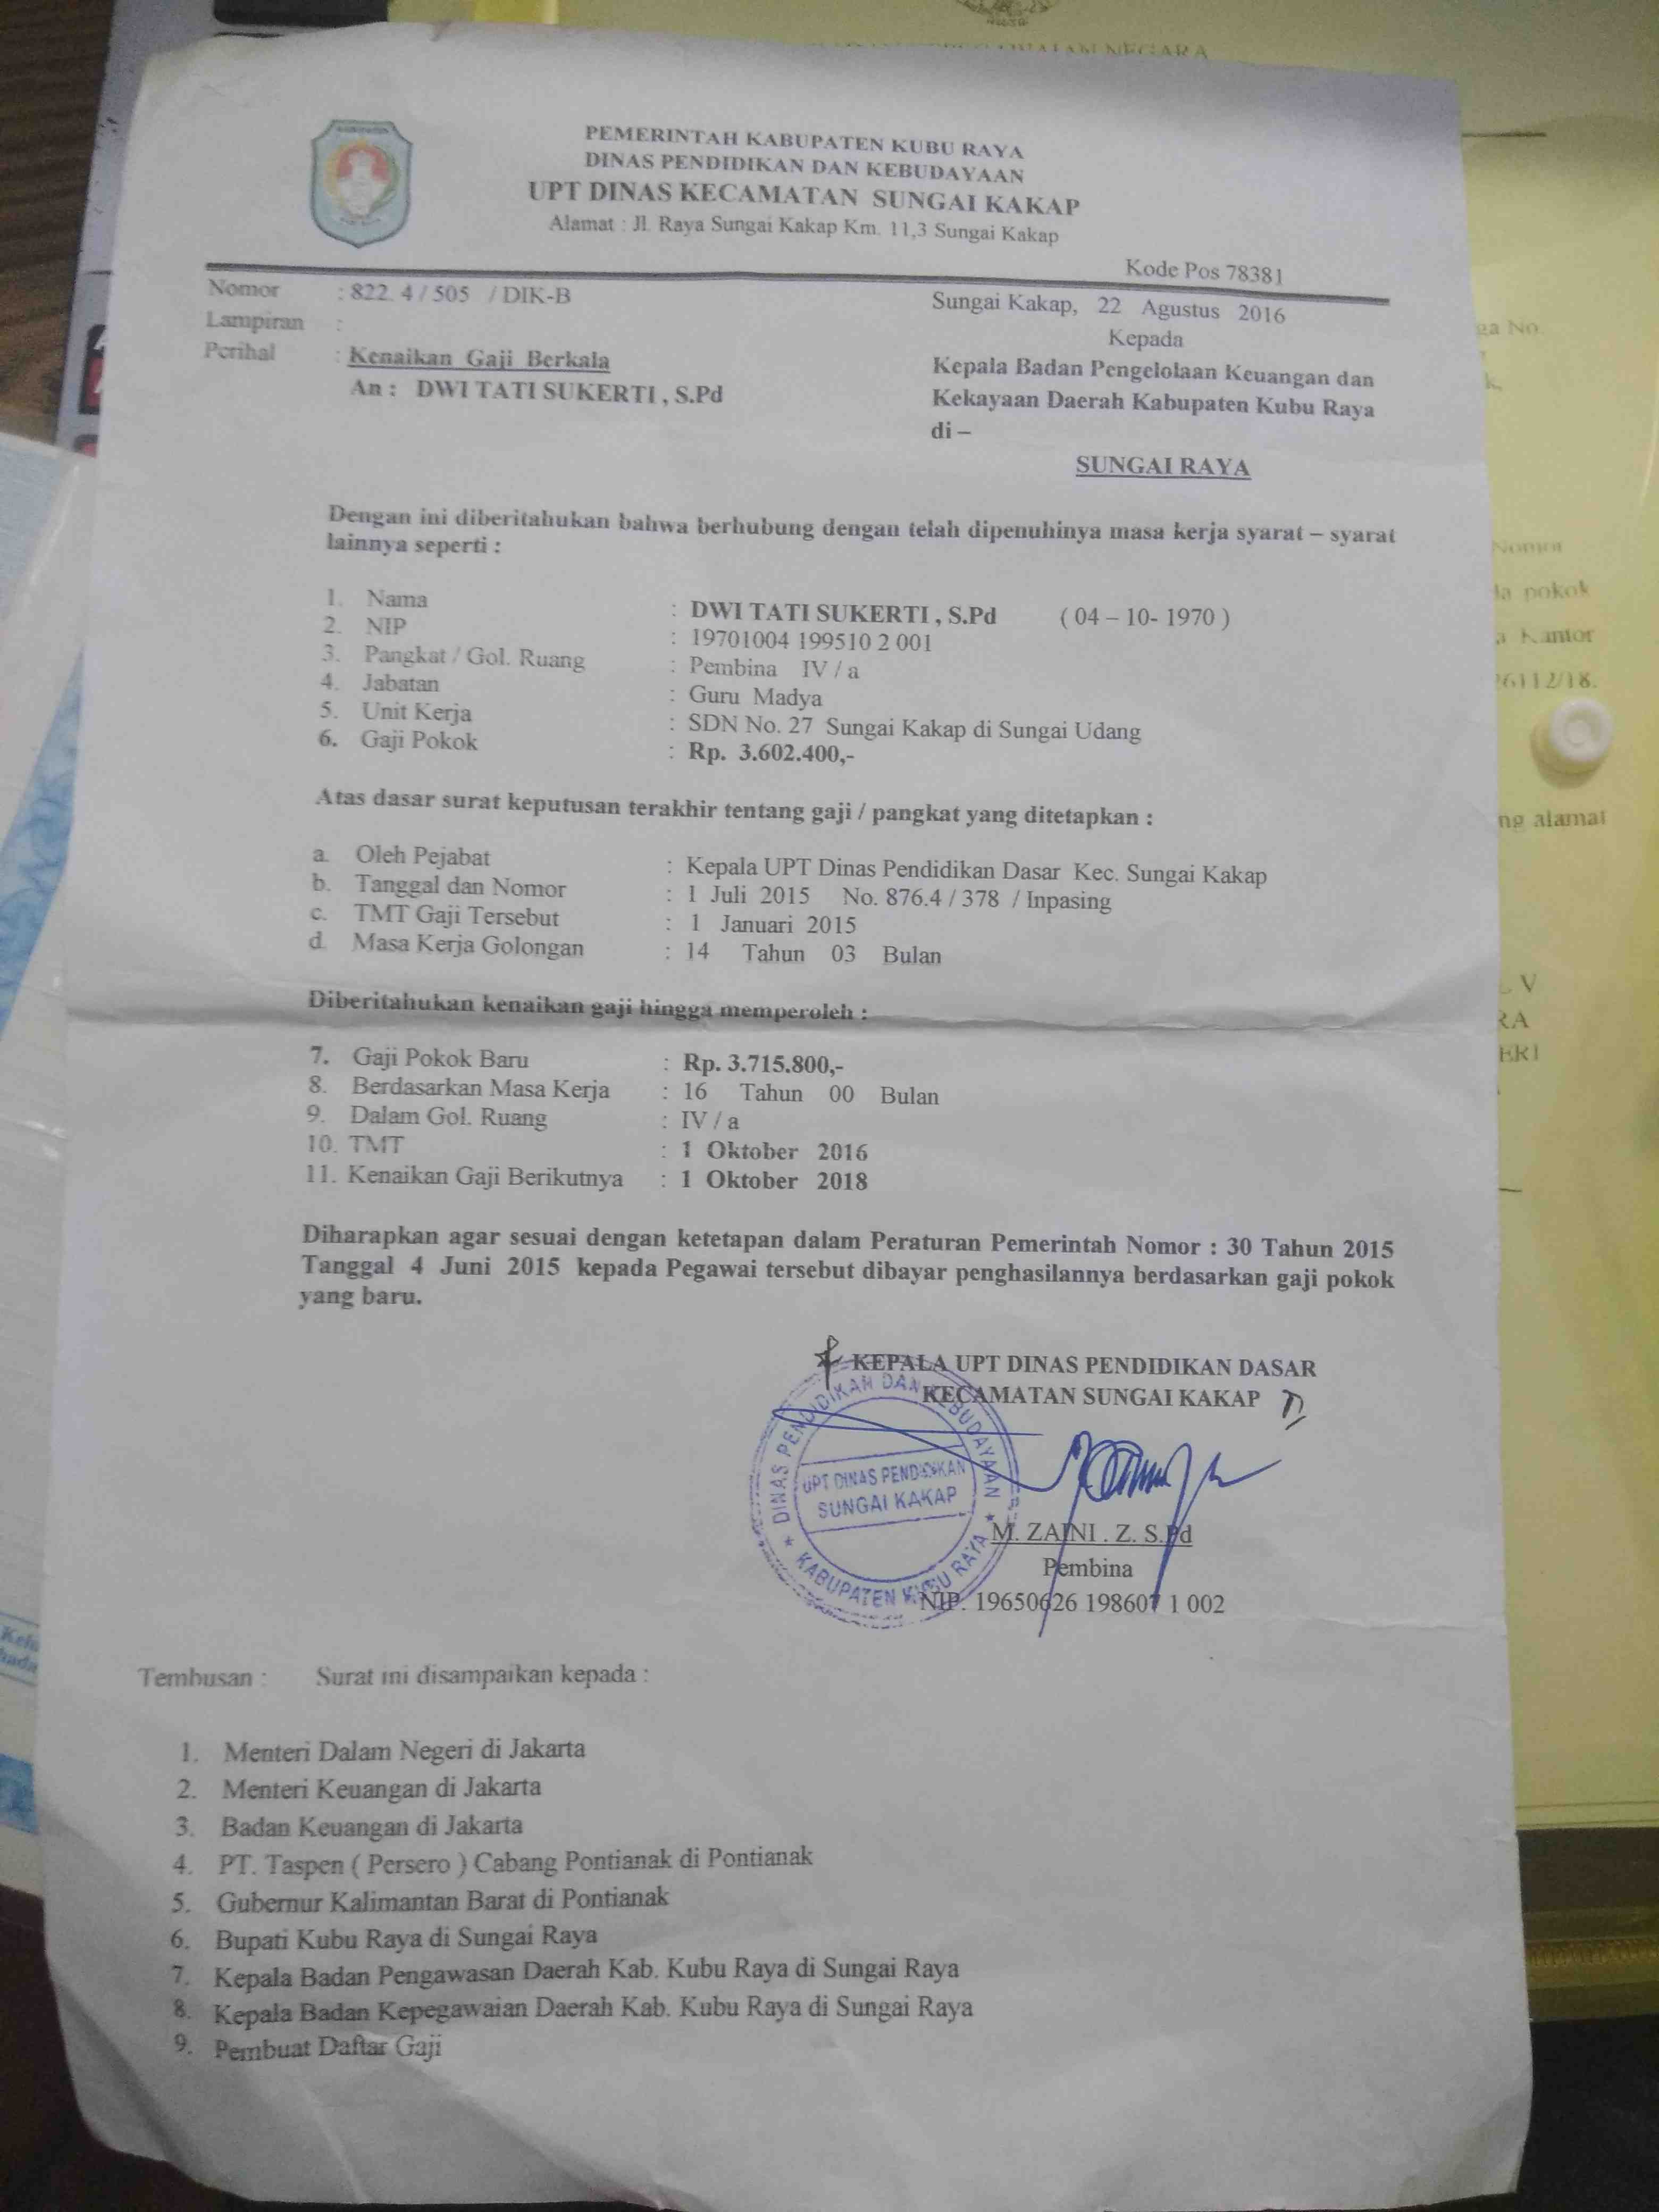 PEMERINTAH KABUPATEN KUBU RAYA
DINAS PENDIDIKAN DAN KEBUDAYAAN
UPT DINAS KECAMATAN SUNGAI KAKAP
Alamat : Jl. Raya Sungai Kakap Km. 11,3 Sungai Kakap
Kode Pos 78381
Nomor : 822. 4 / 505 / DIK-B
Lampiran :
Perihal : Kenaikan Gaji Berkala
An : DWI TATI SUKERTI , S.Pd
Sungai Kakap, 22 Agustus 2016
Kepada
Kepala Badan Pengelolaan Keuangan dan
Kekayaan Daerah Kabupaten Kubu Raya
di –
SUNGAI RAYA
Dengan ini diberitahukan bahwa berhubung dengan telah dipenuhinya masa kerja syarat – syarat
lainnya seperti :
1. Nama : DWI TATI SUKERTI , S.Pd ( 04 – 10- 1970 )
2. NIP : 19701004 199510 2 001
3. Pangkat / Gol. Ruang : Pembina IV / a
4. Jabatan : Guru Madya
5. Unit Kerja : SDN No. 27 Sungai Kakap di Sungai Udang
6. Gaji Pokok : Rp. 3.602.400,-
Atas dasar surat keputusan terakhir tentang gaji / pangkat yang ditetapkan :
a. Oleh Pejabat : Kepala UPT Dinas Pendidikan Dasar Kec. Sungai Kakap
b. Tanggal dan Nomor : 1 Juli 2015 No. 876.4 / 378 / Inpasing
c. TMT Gaji Tersebut : 1 Januari 2015
d. Masa Kerja Golongan : 14 Tahun 03 Bulan
Diberitahukan kenaikan gaji hingga memperoleh :
7. Gaji Pokok Baru : Rp. 3.715.800,-
8. Berdasarkan Masa Kerja : 16 Tahun 00 Bulan
9. Dalam Gol. Ruang : IV / a
10. TMT : 1 Oktober 2016
11. Kenaikan Gaji Berikutnya : 1 Oktober 2018
Diharapkan agar sesuai dengan ketetapan dalam Peraturan Pemerintah Nomor : 30 Tahun 2015
Tanggal 4 Juni 2015 kepada Pegawai tersebut dibayar penghasilannya berdasarkan gaji pokok
yang baru.
KEPALA UPT DINAS PENDIDIKAN DASAR
KECAMATAN SUNGAI KAKAP
DINAS PENDIDIKAN DAN KEBUDAYAAN
UPT DINAS PENDIDIKAN
SUNGAI KAKAP
KABUPATEN KUBU RAYA
M. ZAINI . Z. S.Pd
Pembina
NIP. 19650626 198607 1 002
Tembusan : Surat ini disampaikan kepada :
1. Menteri Dalam Negeri di Jakarta
2. Menteri Keuangan di Jakarta
3. Badan Keuangan di Jakarta
4. PT. Taspen ( Persero ) Cabang Pontianak di Pontianak
5. Gubernur Kalimantan Barat di Pontianak
6. Bupati Kubu Raya di Sungai Raya
7. Kepala Badan Pengawasan Daerah Kab. Kubu Raya di Sungai Raya
8. Kepala Badan Kepegawaian Daerah Kab. Kubu Raya di Sungai Raya
9. Pembuat Daftar Gaji
NEGARA
No.
Nomor
pokok
Kantor
26112/18.
alamat